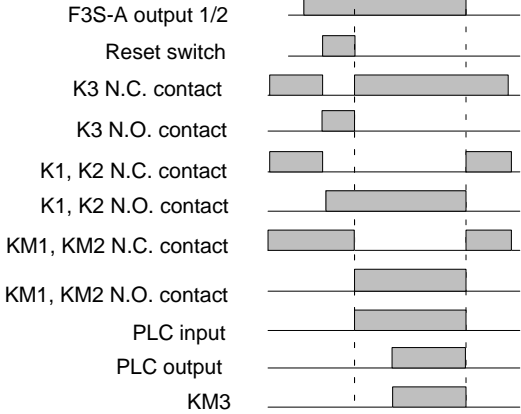 F3S-A output 1/2
Reset switch
K3 N.C. contact
K3 N.O. contact
K1, K2 N.C. contact
K1, K2 N.O. contact
KM1, KM2 N.C. contact
KM1, KM2 N.O. contact
PLC input
PLC output
KM3